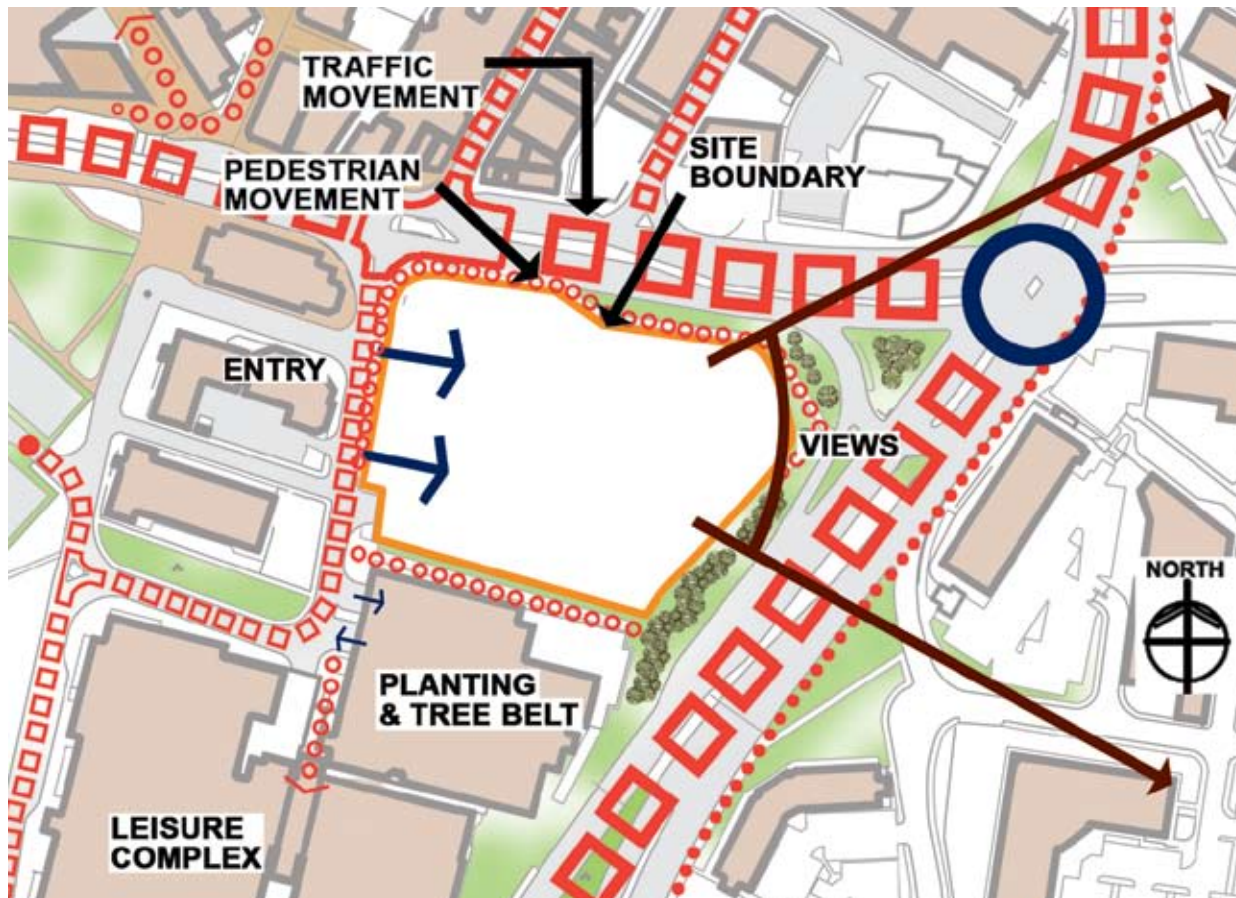 TRAFFIC
MOVEMENT
PEDESTRIAN
MOVEMENT
SITE
BOUNDARY
ENTRY
VIEWS
NORTH
PLANTING
& TREE BELT
LEISURE
COMPLEX